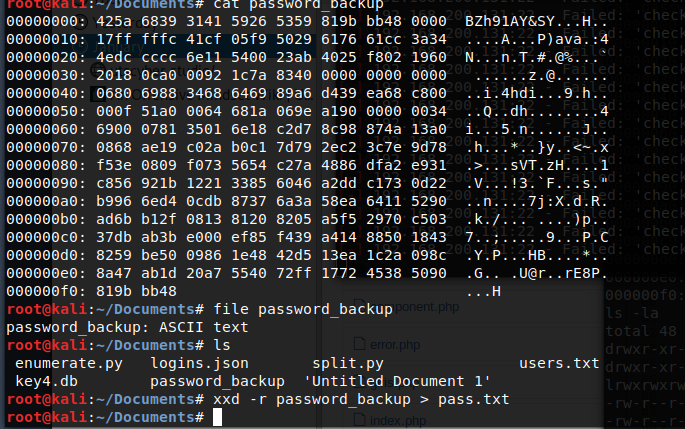 root@kali:~/Documents# cat password_backup
00000000: 425a 6839 3141 5926 5359 819b bb48 0000  BZh91AY&SY...H..
00000010: 17ff fffc 41cf 05f9 5029 6176 61cc 3a34  ....A...P)ava.:4
00000020: 4edc cccc 6e11 5400 23ab 4025 f802 1960  N...n.T.#.@%...`
00000030: 2018 0ca0 0092 1c7a 8340 0000 0000 0000   ......z.@......
00000040: 0680 6988 3468 6469 89a6 d439 ea68 c800  ..i.4hdi...9.h..
00000050: 000f 51a0 0064 681a 069e a190 0000 0034  ..Q..dh........4
00000060: 6900 0781 3501 6e18 c2d7 8c98 874a 13a0  i...5.n......J..
00000070: 0868 ae19 c02a b0c1 7d79 2ec3 3c7e 9d78  .h...*..}y..<~.x
00000080: f53e 0809 f073 5654 c27a 4886 dfa2 e931  .>...sVT.zH....1
00000090: c856 921b 1221 3385 6046 a2dd c173 0d22  .V...!3.`F...s."
000000a0: b996 6ed4 0cdb 8737 6a3a 58ea 6411 5290  ..n....7j:X.d.R.
000000b0: ad6b b12f 0813 8120 8205 a5f5 2970 c503  .k./... ....)p..
000000c0: 37db ab3b e000 ef85 f439 a414 8850 1843  7..;.....9...P.C
000000d0: 8259 be50 0986 1e48 42d5 13ea 1c2a 098c  .Y.P...HB....*..
000000e0: 8a47 ab1d 20a7 5540 72ff 1772 4538 5090  .G.. .U@r..rE8P.
000000f0: 819b bb48                                ...H
root@kali:~/Documents# file password_backup
password_backup: ASCII text
root@kali:~/Documents# ls
enumerate.py logins.json split.py users.txt
key4.db password_backup 'Untitled Document 1'
root@kali:~/Documents# xxd -r password_backup > pass.txt
root@kali:~/Documents#
error.php
index.php
ls -la
total 48